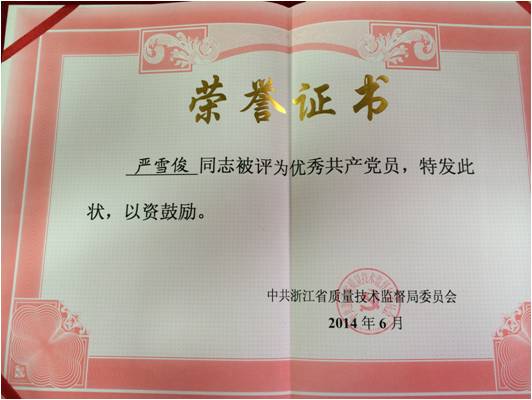 荣誉证书
严雪俊 同志被评为优秀共产党员，特发此
状，以资鼓励。
中共浙江省质量技术监督局委员会
2014 年 6 月